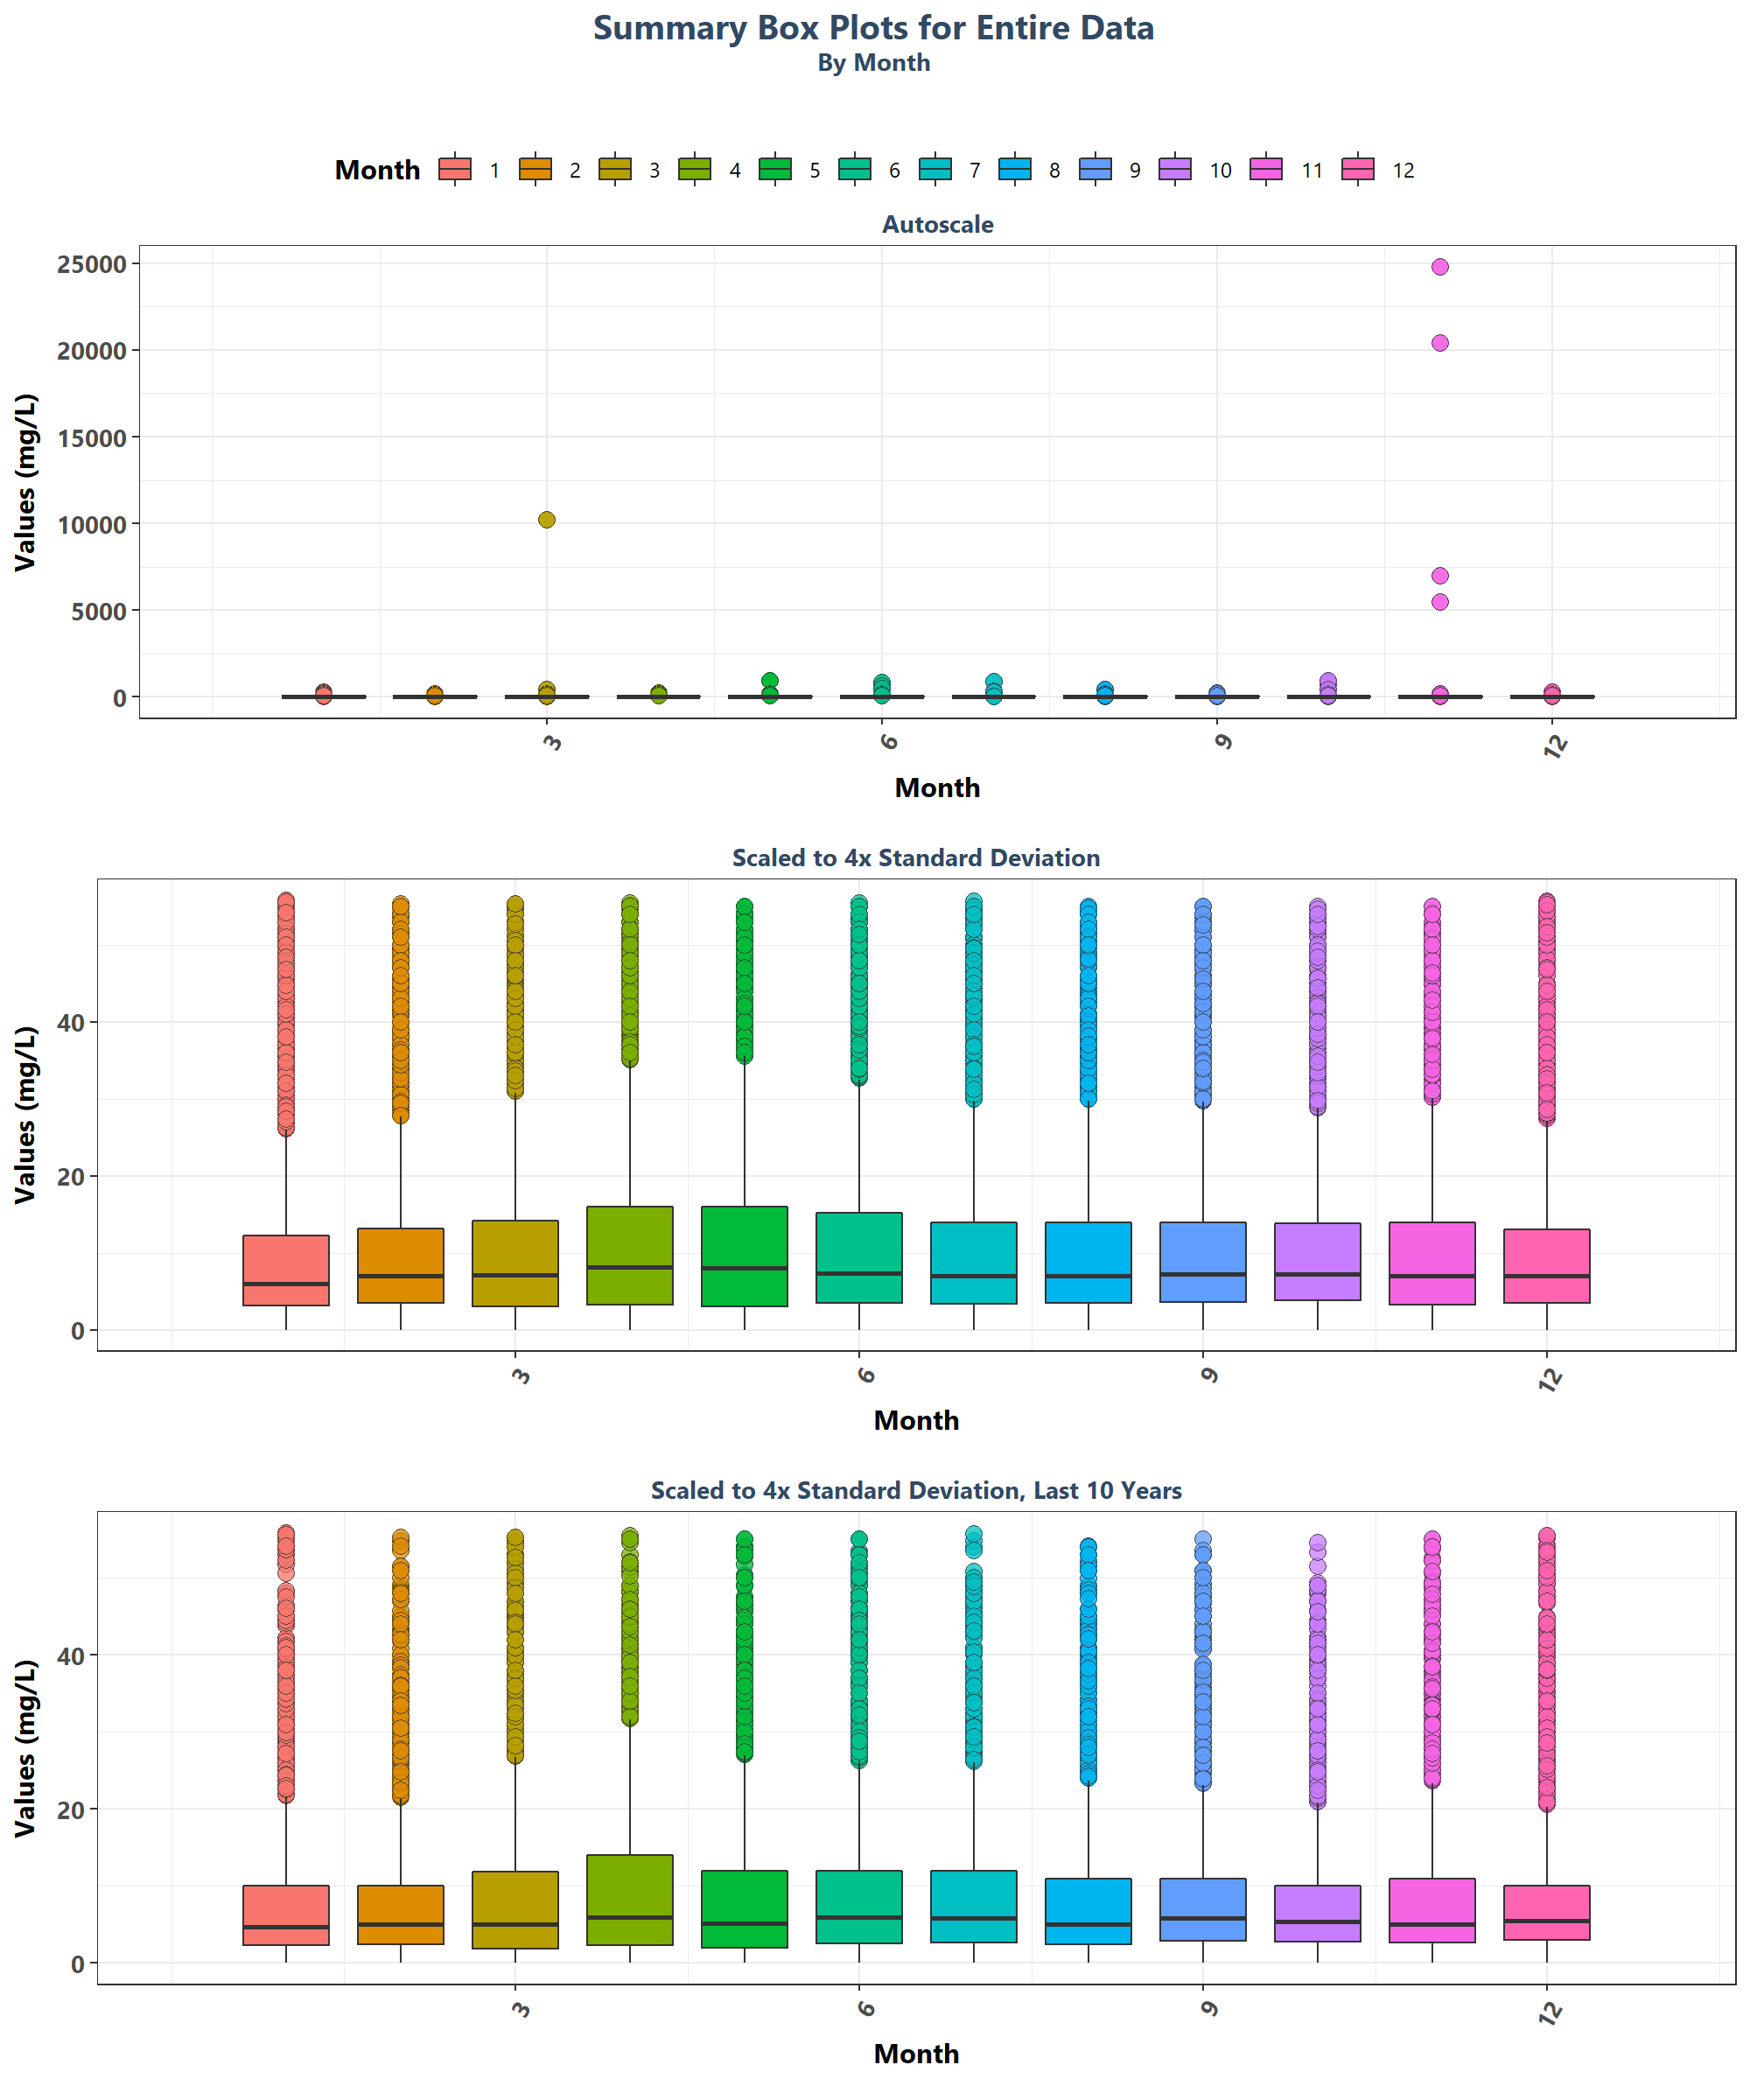 Summary Box Plots for Entire Data
By Month
Month 1 2 3 4 5 6 7 8 9 10 11 12
Autoscale
Values (mg/L)
25000
20000
15000
10000
5000
0
3 6 9 12
Month
Scaled to 4x Standard Deviation
Values (mg/L)
40
20
0
3 6 9 12
Month
Scaled to 4x Standard Deviation, Last 10 Years
Values (mg/L)
40
20
0
3 6 9 12
Month